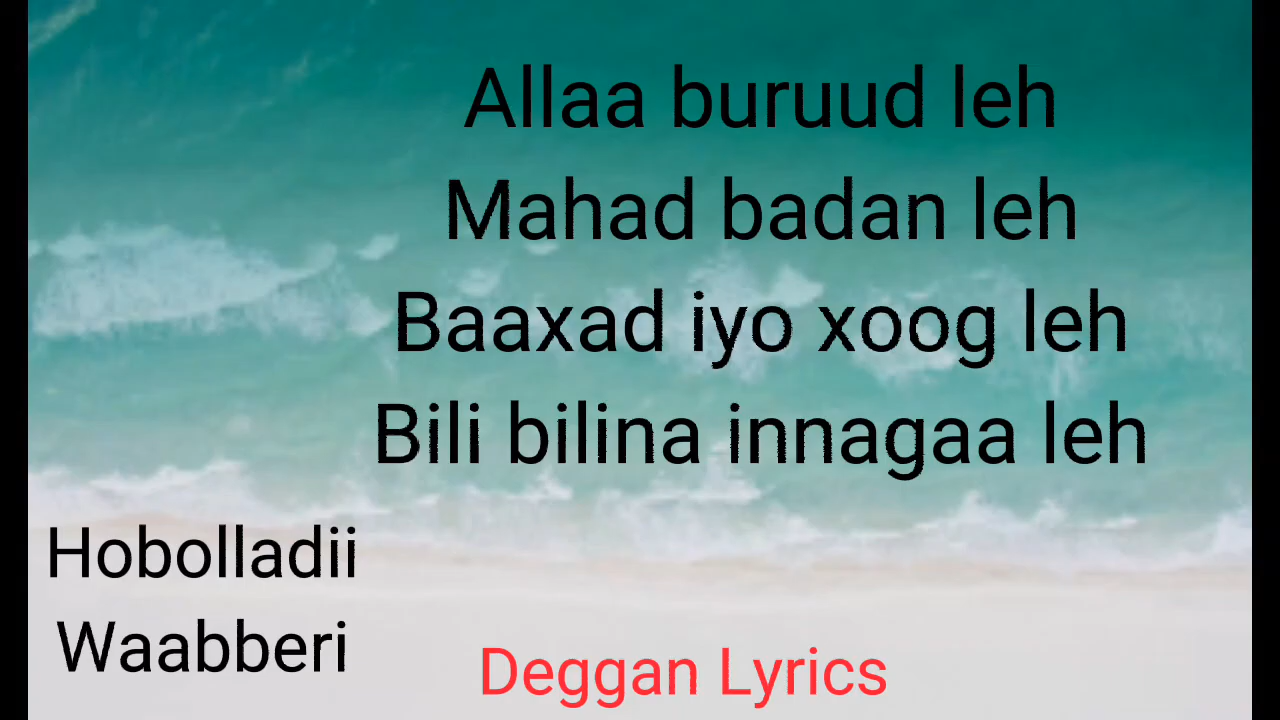 Allaa buruud leh
Mahad badan leh
Baaxad iyo xoog leh
Bili bilina innagaa leh
Hobolladii
Waabberi
Deggan Lyrics